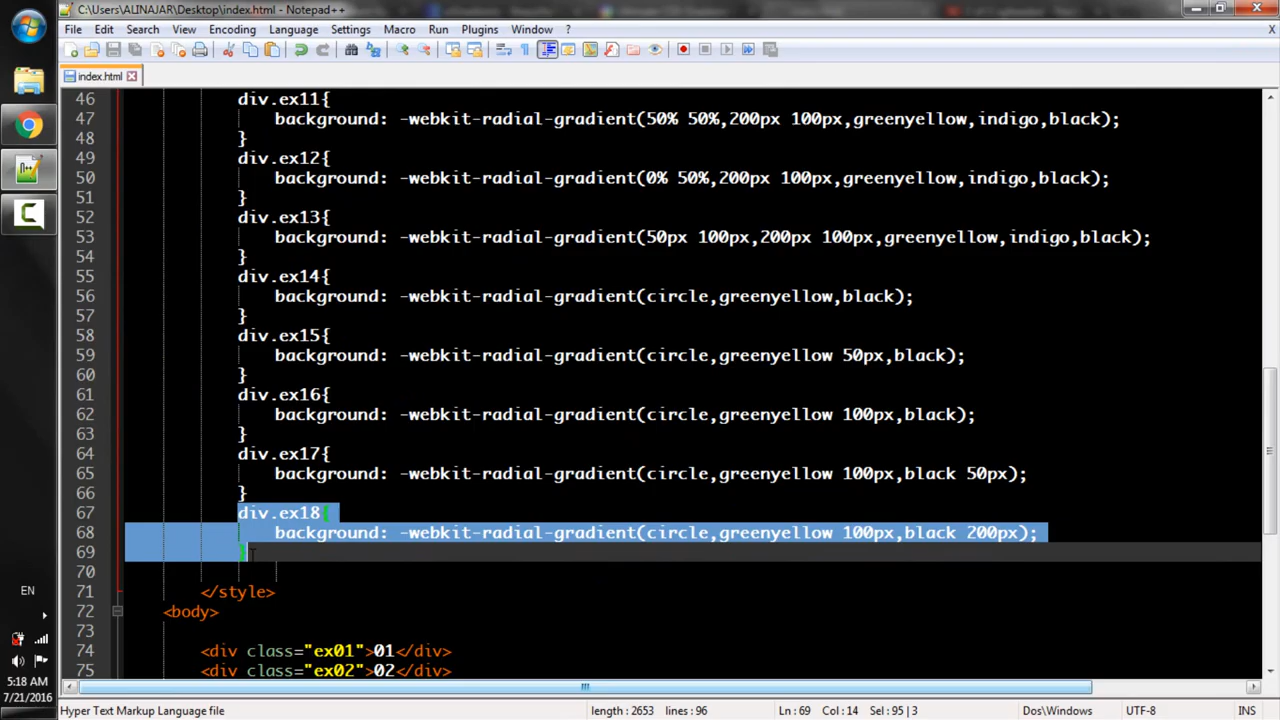 C:\Users\ALINAJAR\Desktop\index.html - Notepad++
File Edit Search View Encoding Language Settings Macro Run Plugins Window ? X
index.html
46 div.ex11{
47 background: -webkit-radial-gradient(50% 50%,200px 100px,greenyellow,indigo,black);
48 }
49 div.ex12{
50 background: -webkit-radial-gradient(0% 50%,200px 100px,greenyellow,indigo,black);
51 }
52 div.ex13{
53 background: -webkit-radial-gradient(50px 100px,200px 100px,greenyellow,indigo,black);
54 }
55 div.ex14{
56 background: -webkit-radial-gradient(circle,greenyellow,black);
57 }
58 div.ex15{
59 background: -webkit-radial-gradient(circle,greenyellow 50px,black);
60 }
61 div.ex16{
62 background: -webkit-radial-gradient(circle,greenyellow 100px,black);
63 }
64 div.ex17{
65 background: -webkit-radial-gradient(circle,greenyellow 100px,black 50px);
66 }
67 div.ex18{
68 background: -webkit-radial-gradient(circle,greenyellow 100px,black 200px);
69 }
70
71 </style>
72 <body>
73
74 <div class="ex01">01</div>
75 <div class="ex02">02</div>
EN
5:18 AM
7/21/2016
Hyper Text Markup Language file length : 2653 lines : 96 Ln : 69 Col : 14 Sel : 95 | 3 Dos\Windows UTF-8 INS